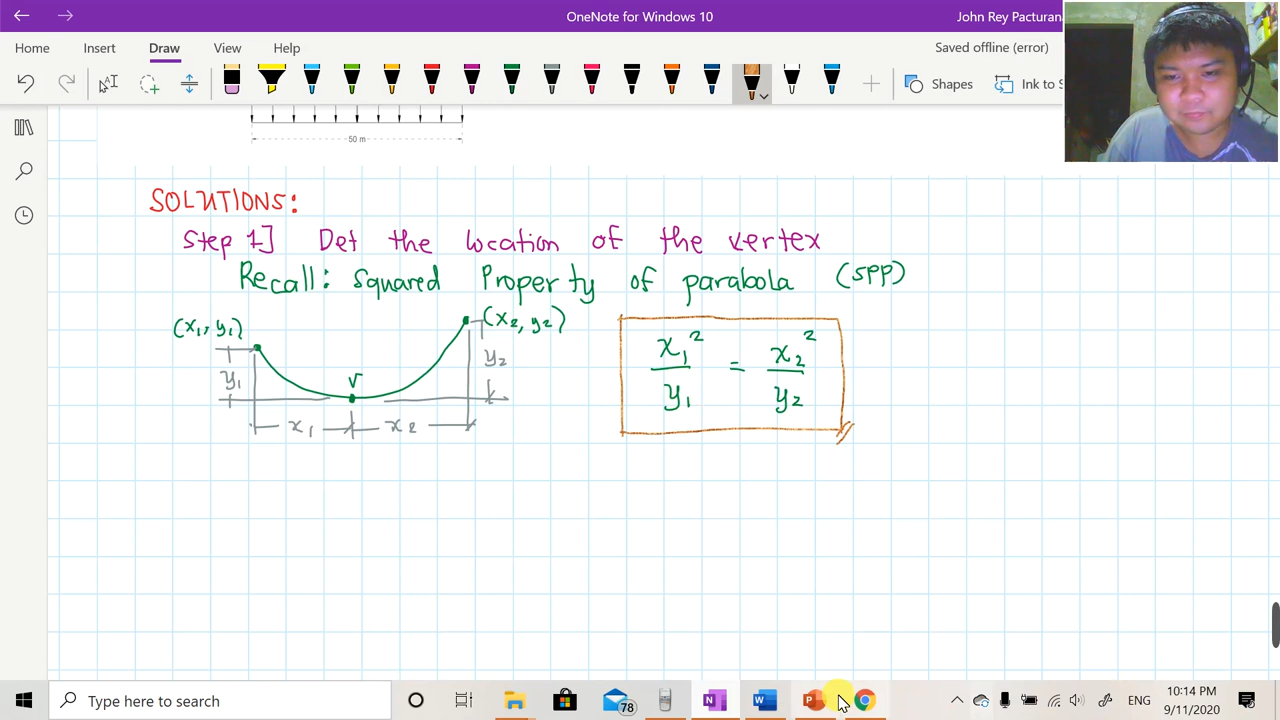 OneNote for Windows 10
John Rey Pacturan
Home Insert Draw View Help
Saved offline (error)
Shapes
Ink to S
50 m
SOLUTIONS:
Step 1] Det the location of the vertex
Recall: Squared Property of parabola (SPP)
(x₁, y₁)
(x₂, y₂)
V
y₁
y₂
x₁
x₂
x₁²/y₁ = x₂²/y₂
Type here to search
78
ENG
10:14 PM
9/11/2020